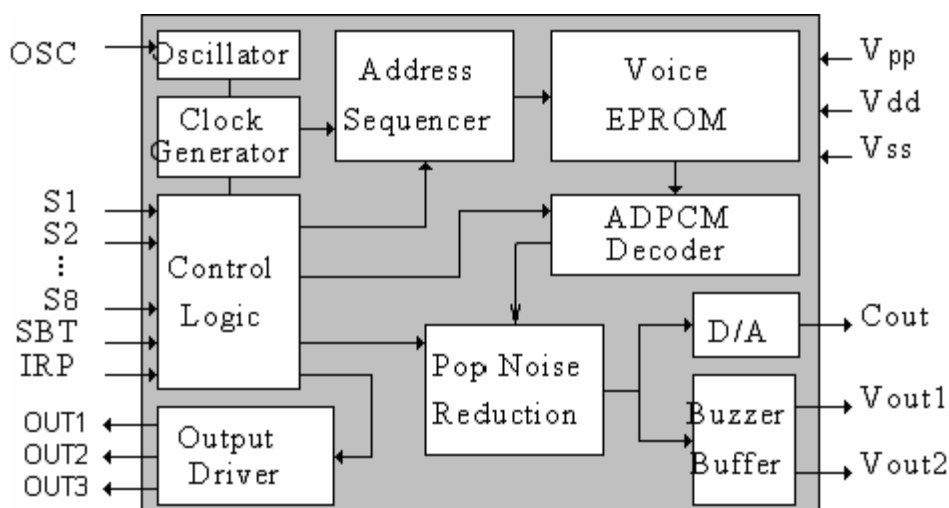 OSC
Oscillator
Address
Sequencer
Voice
EPROM
Vpp
Vdd
Vss
Clock
Generator
S1
S2
⋮
S8
SBT
IRP
Control
Logic
ADPCM
Decoder
Pop Noise
Reduction
D/A
Cout
Buzzer
Buffer
Vout1
Vout2
OUT1
OUT2
OUT3
Output
Driver